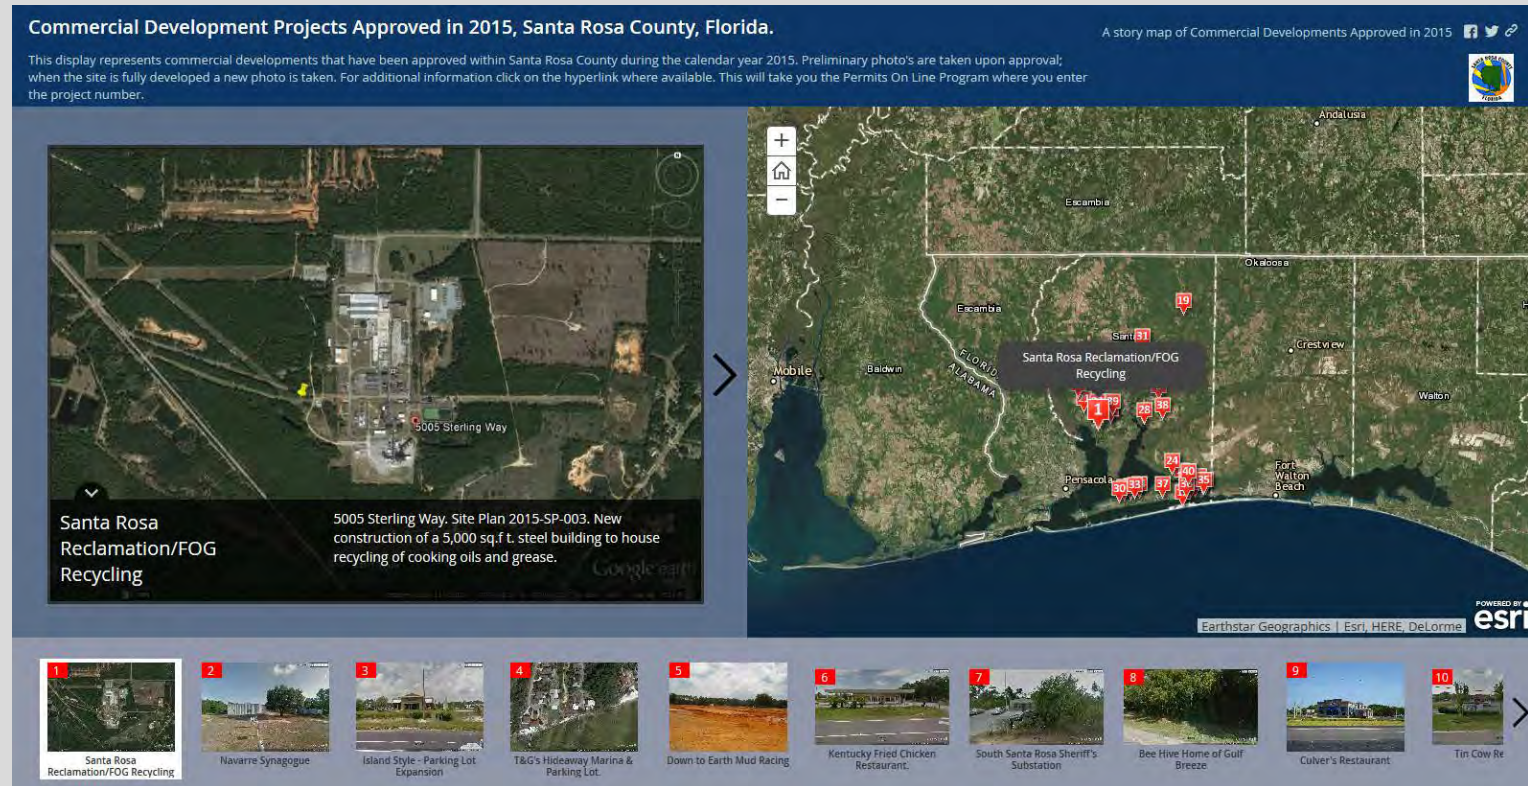 Commercial Development Projects Approved in 2015, Santa Rosa County, Florida.
A story map of Commercial Developments Approved in 2015
This display represents commercial developments that have been approved within Santa Rosa County during the calendar year 2015. Preliminary photo's are taken upon approval;
when the site is fully developed a new photo is taken. For additional information click on the hyperlink where available. This will take you the Permits On Line Program where you enter
the project number.
SANTA ROSA COUNTY
FLORIDA
5005 Sterling Way
Santa Rosa
Reclamation/FOG
Recycling
5005 Sterling Way. Site Plan 2015-SP-003. New
construction of a 5,000 sq.f t. steel building to house
recycling of cooking oils and grease.
Google earth
+
−
Andalusia
Escambia
Okaloosa
19
Escambia
Sant
31
Crestview
Santa Rosa Reclamation/FOG
Recycling
FLORID
ALABAMA
Mobile
Baldwin
Walton
1
39
28
38
24
40
Fort
Walton
Beach
Pensacola
30
33
37
35
POWERED BY
esri
Earthstar Geographics | Esri, HERE, DeLorme
1
Santa Rosa
Reclamation/FOG Recycling
2
Navarre Synagogue
3
Island Style - Parking Lot
Expansion
4
T&G's Hideaway Marina &
Parking Lot.
5
Down to Earth Mud Racing
6
Kentucky Fried Chicken
Restaurant.
7
South Santa Rosa Sheriff's
Substation
8
Bee Hive Home of Gulf
Breeze
9
Culver's Restaurant
10
Tin Cow Re